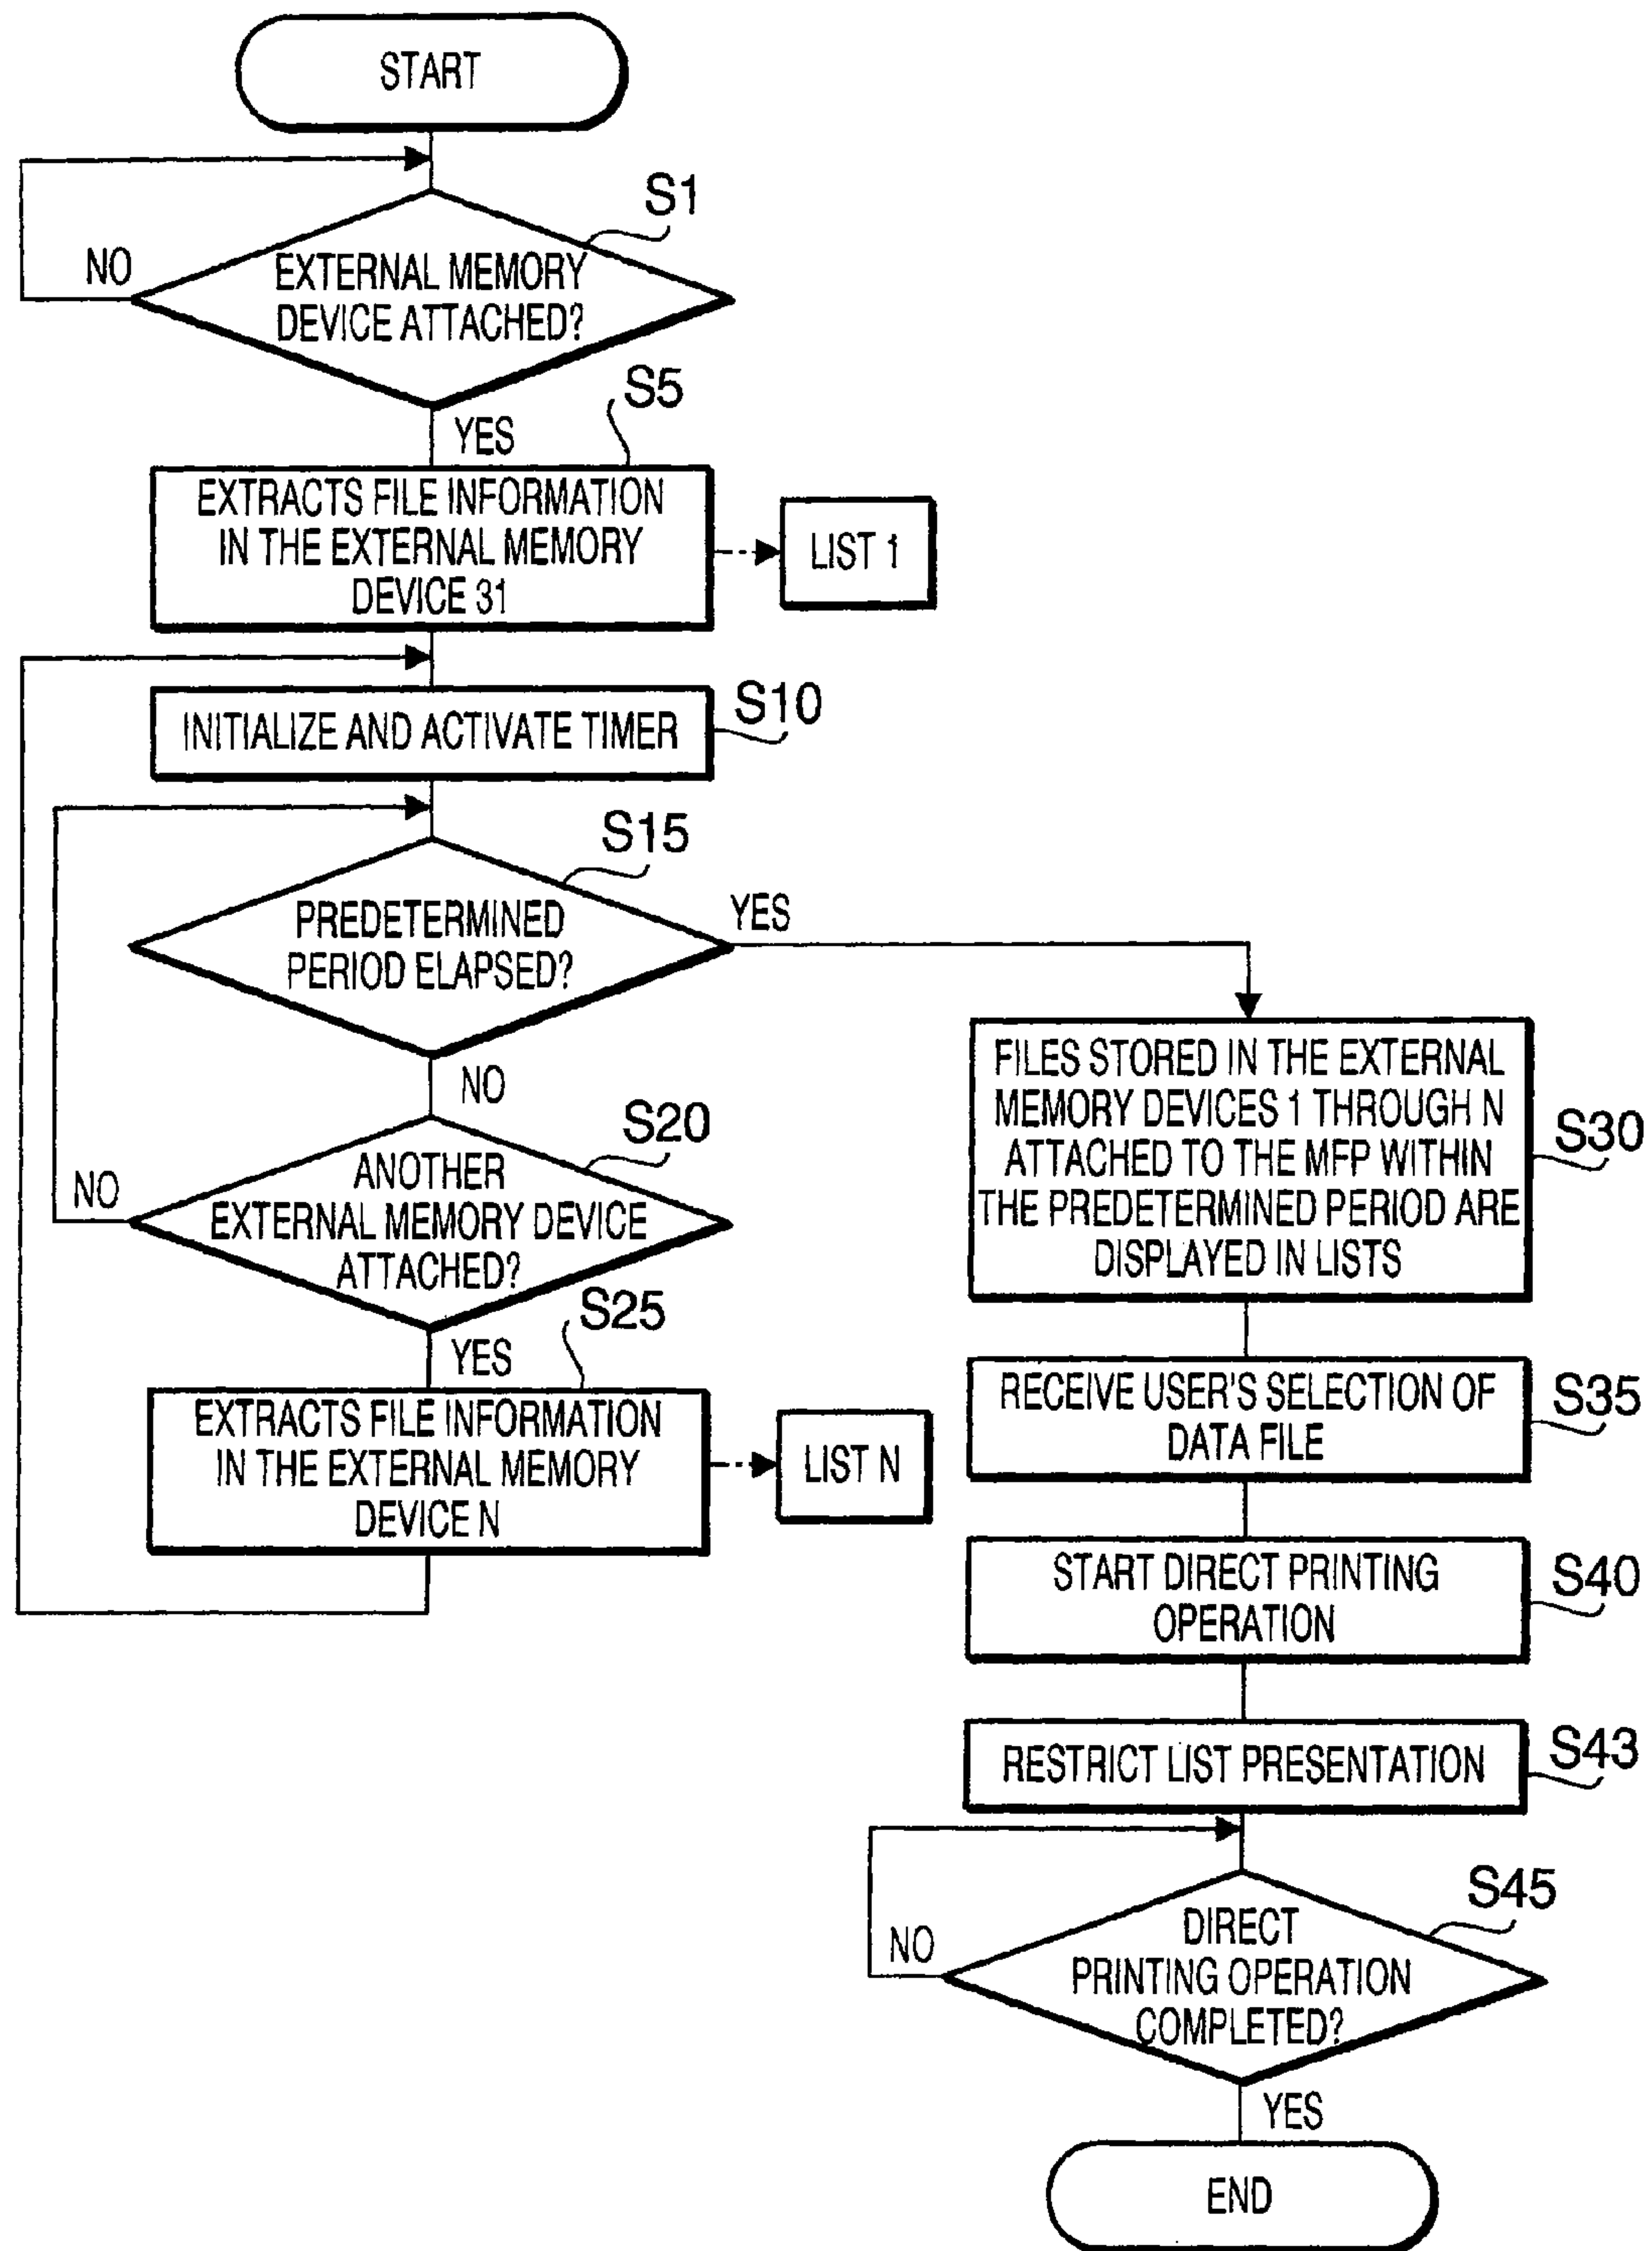 START
S1
NO
EXTERNAL MEMORY
DEVICE ATTACHED?
YES
S5
EXTRACTS FILE INFORMATION
IN THE EXTERNAL MEMORY
DEVICE 31
LIST 1
INITIALIZE AND ACTIVATE TIMER
S10
S15
PREDETERMINED
PERIOD ELAPSED?
YES
NO
S20
NO
ANOTHER
EXTERNAL MEMORY DEVICE
ATTACHED?
YES
S25
EXTRACTS FILE INFORMATION
IN THE EXTERNAL MEMORY
DEVICE N
LIST N
FILES STORED IN THE EXTERNAL
MEMORY DEVICES 1 THROUGH N
ATTACHED TO THE MFP WITHIN
THE PREDETERMINED PERIOD ARE
DISPLAYED IN LISTS
S30
RECEIVE USER'S SELECTION OF
DATA FILE
S35
START DIRECT PRINTING
OPERATION
S40
RESTRICT LIST PRESENTATION
S43
S45
NO
DIRECT
PRINTING OPERATION
COMPLETED?
YES
END